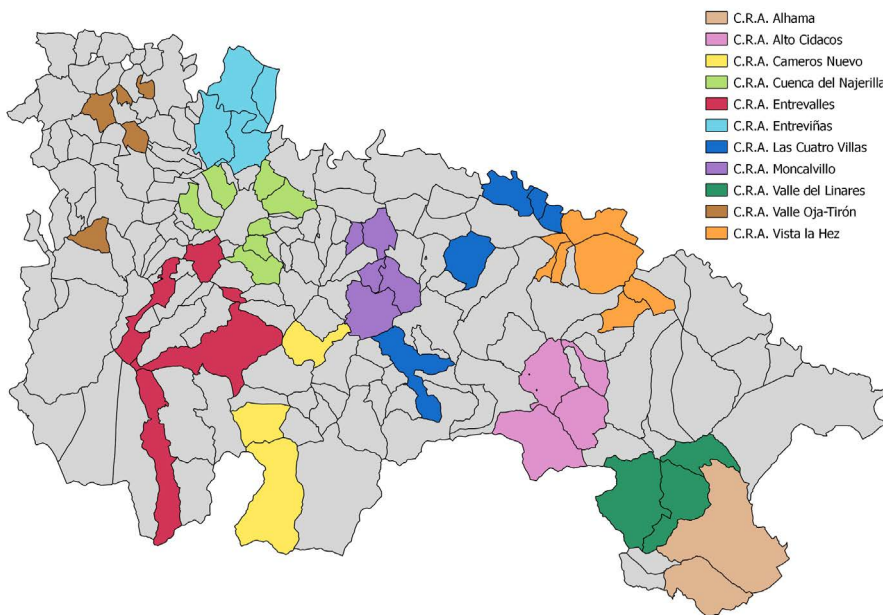 C.R.A. Alhama
C.R.A. Alto Cidacos
C.R.A. Cameros Nuevo
C.R.A. Cuenca del Najerilla
C.R.A. Entrevalles
C.R.A. Entreviñas
C.R.A. Las Cuatro Villas
C.R.A. Moncalvillo
C.R.A. Valle del Linares
C.R.A. Valle Oja-Tirón
C.R.A. Vista la Hez